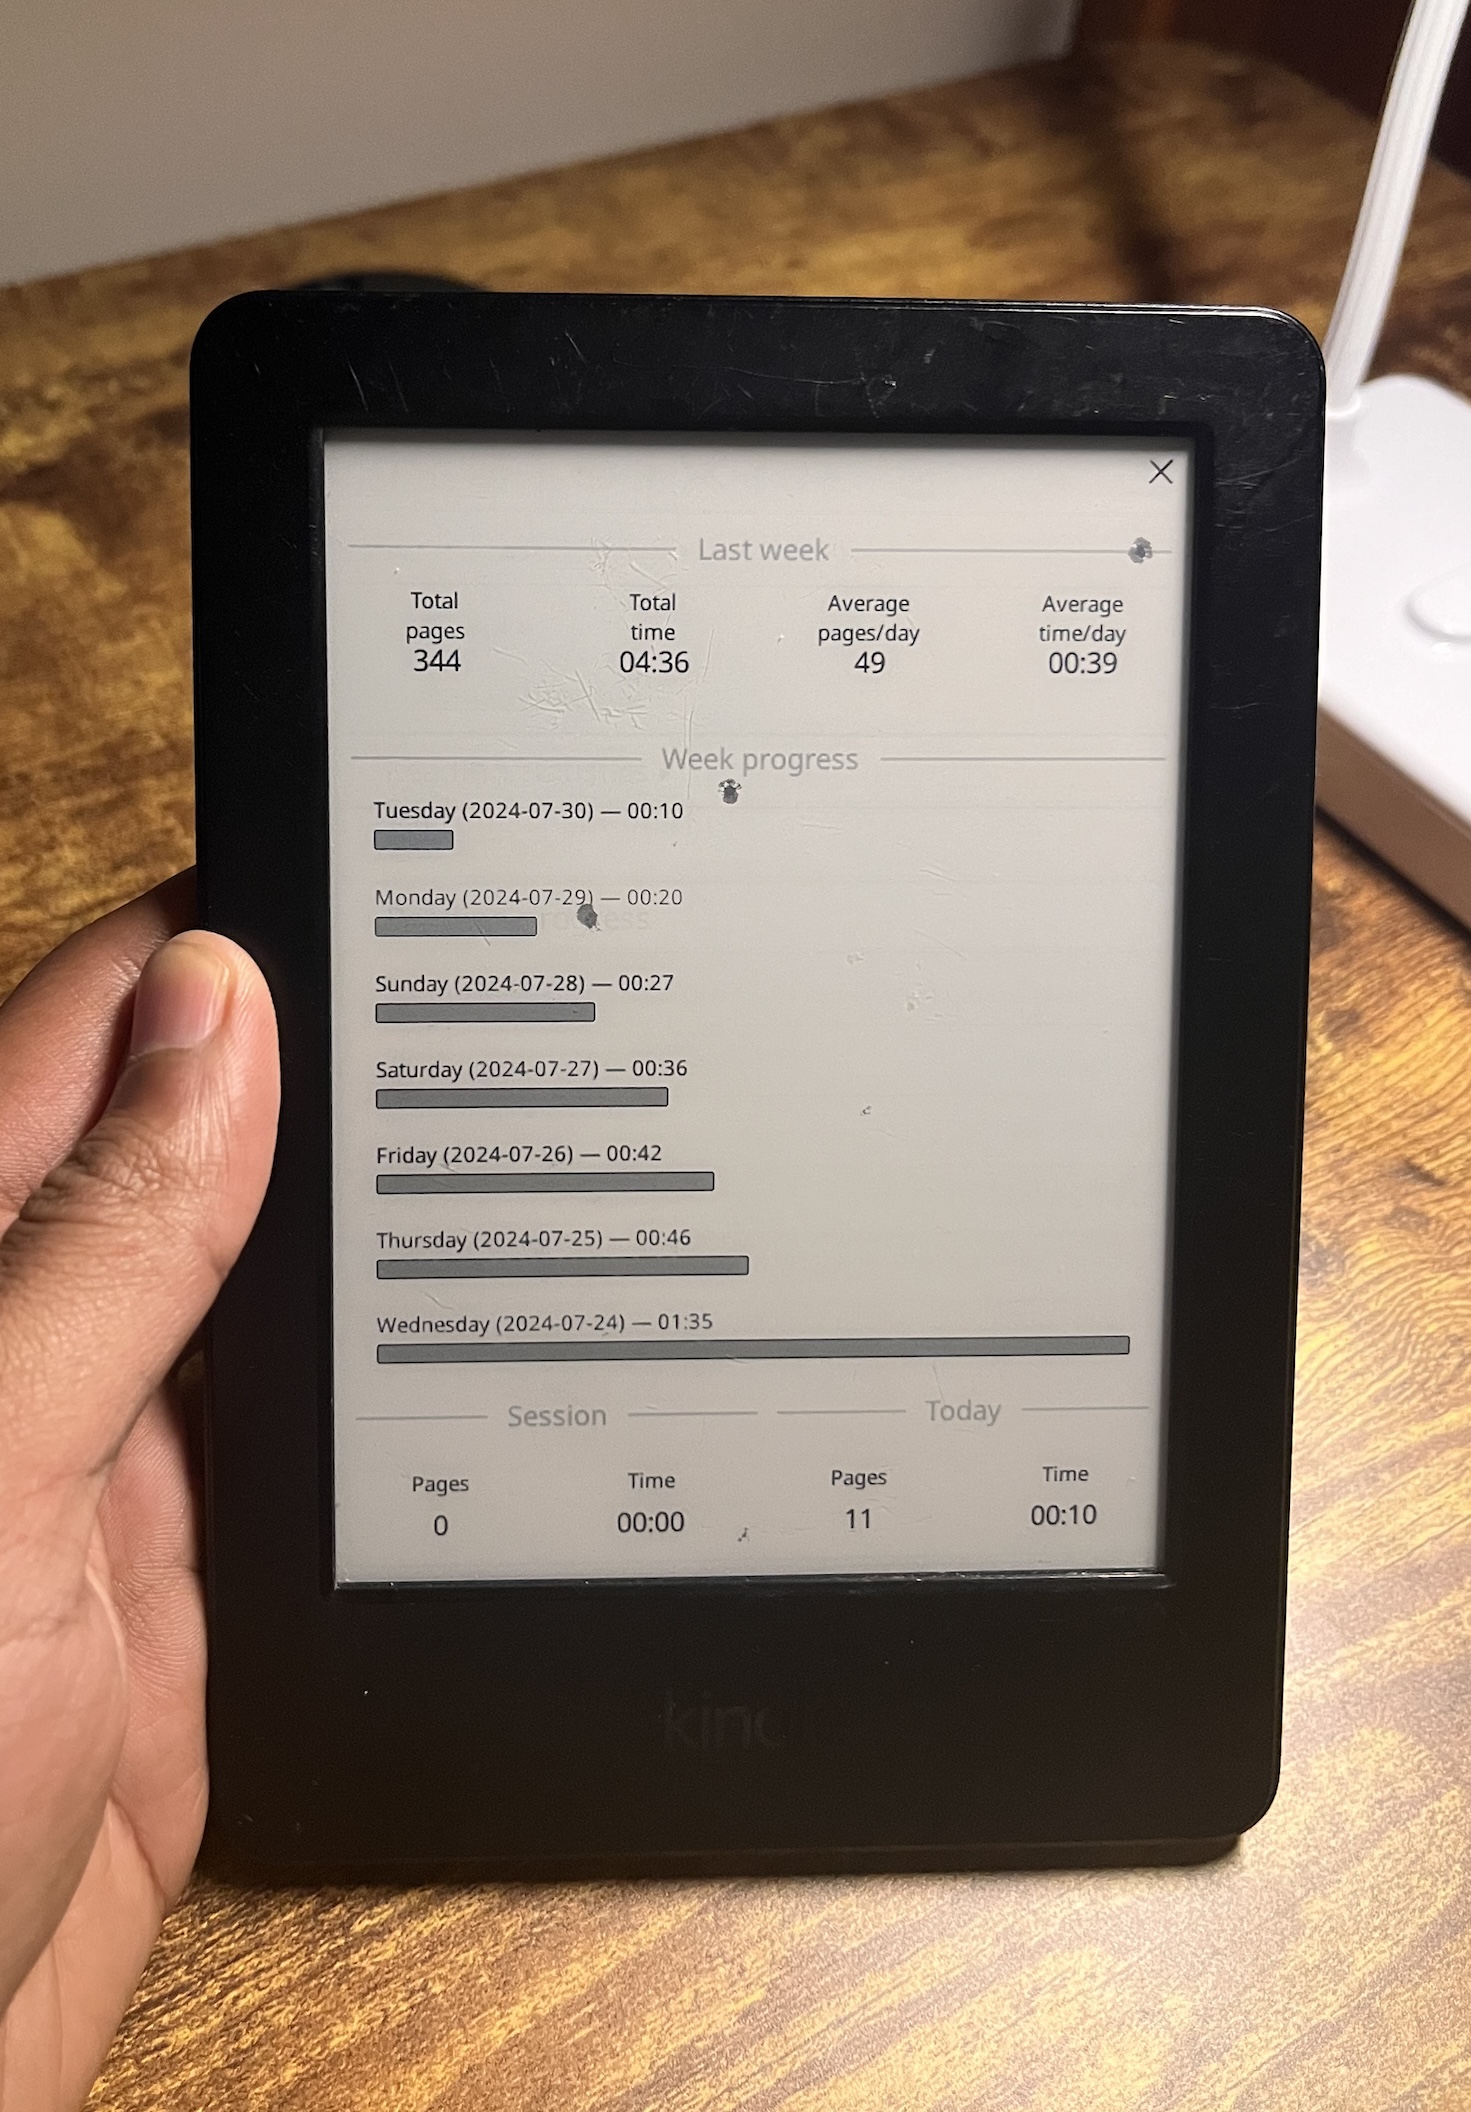 Last week
Total pages
344
Total time
04:36
Average pages/day
49
Average time/day
00:39
Week progress
Tuesday (2024-07-30) — 00:10
Monday (2024-07-29) — 00:20
Sunday (2024-07-28) — 00:27
Saturday (2024-07-27) — 00:36
Friday (2024-07-26) — 00:42
Thursday (2024-07-25) — 00:46
Wednesday (2024-07-24) — 01:35
Session
Today
Pages
Time
Pages
Time
0
00:00
11
00:10
kind